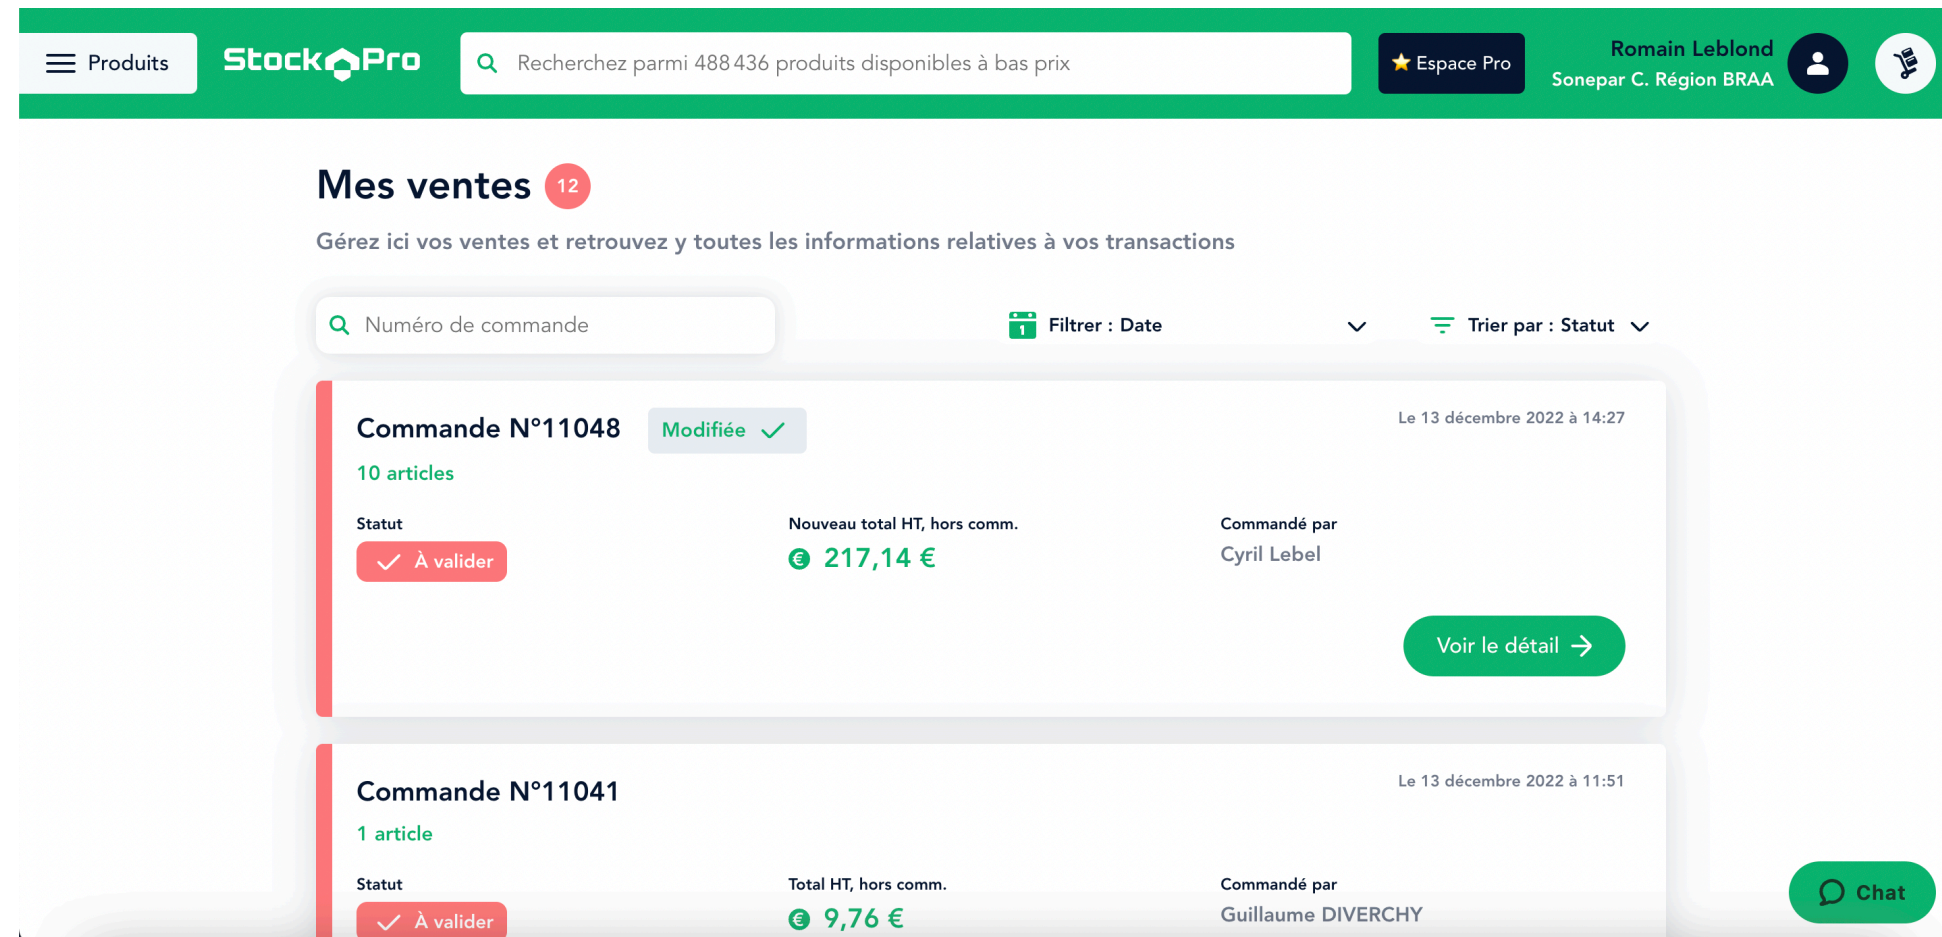 Produits
StockPro
Recherchez parmi 488 436 produits disponibles à bas prix
Espace Pro
Romain Leblond
Sonepar C. Région BRAA
Mes ventes 12
Gérez ici vos ventes et retrouvez y toutes les informations relatives à vos transactions
Numéro de commande
1 Filtrer : Date
Trier par : Statut
Commande N°11048
Modifiée
Le 13 décembre 2022 à 14:27
10 articles
Statut
À valider
Nouveau total HT, hors comm.
€ 217,14 €
Commandé par
Cyril Lebel
Voir le détail
Commande N°11041
Le 13 décembre 2022 à 11:51
1 article
Statut
À valider
Total HT, hors comm.
€ 9,76 €
Commandé par
Guillaume DIVERCHY
Chat